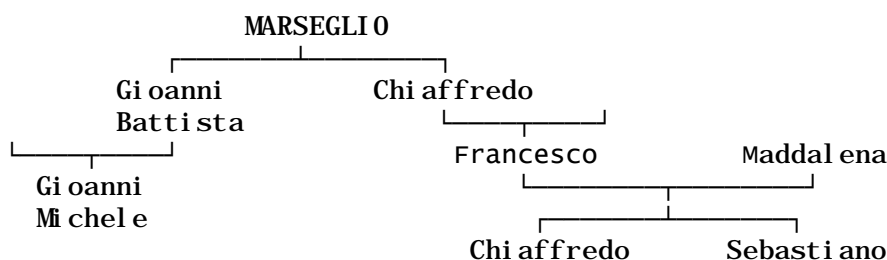 MARSEGLIO
Gioanni Chiaffredo
Battista
Francesco Maddalena
Gioanni
Michele
Chiaffredo Sebastiano